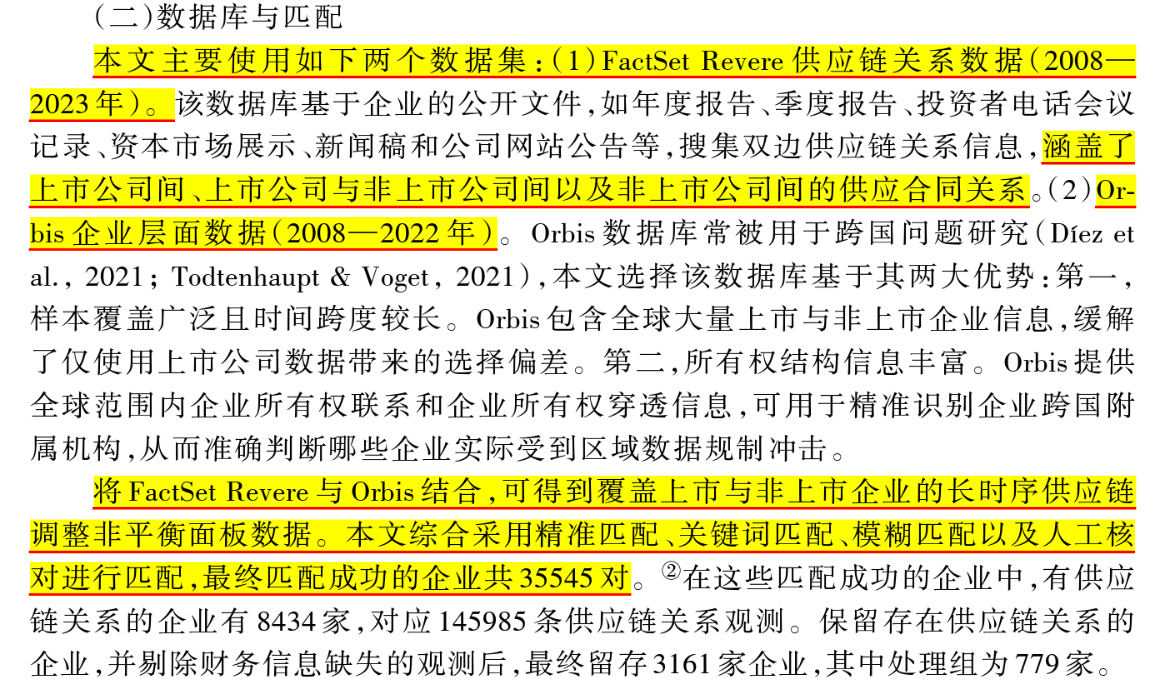 (二)数据库与匹配
本文主要使用如下两个数据集:(1)FactSet Revere 供应链关系数据(2008—
2023年)。该数据库基于企业的公开文件,如年度报告、季度报告、投资者电话会议
记录、资本市场展示、新闻稿和公司网站公告等,搜集双边供应链关系信息,涵盖了
上市公司间、上市公司与非上市公司间以及非上市公司间的供应合同关系。(2)Or-
bis 企业层面数据(2008—2022 年)。Orbis 数据库常被用于跨国问题研究(Díez et
al., 2021; Todtenhaupt & Voget, 2021),本文选择该数据库基于其两大优势:第一,
样本覆盖广泛且时间跨度较长。Orbis 包含全球大量上市与非上市企业信息,缓解
了仅使用上市公司数据带来的选择偏差。第二,所有权结构信息丰富。Orbis 提供
全球范围内企业所有权联系和企业所有权穿透信息,可用于精准识别企业跨国附
属机构,从而准确判断哪些企业实际受到区域数据规制冲击。
将 FactSet Revere 与 Orbis 结合,可得到覆盖上市与非上市企业的长时序供应链
调整非平衡面板数据。本文综合采用精准匹配、关键词匹配、模糊匹配以及人工核
对进行匹配,最终匹配成功的企业共 35545 对。②在这些匹配成功的企业中,有供应
链关系的企业有 8434 家,对应 145985 条供应链关系观测。保留存在供应链关系的
企业,并剔除财务信息缺失的观测后,最终留存 3161 家企业,其中处理组为 779 家。